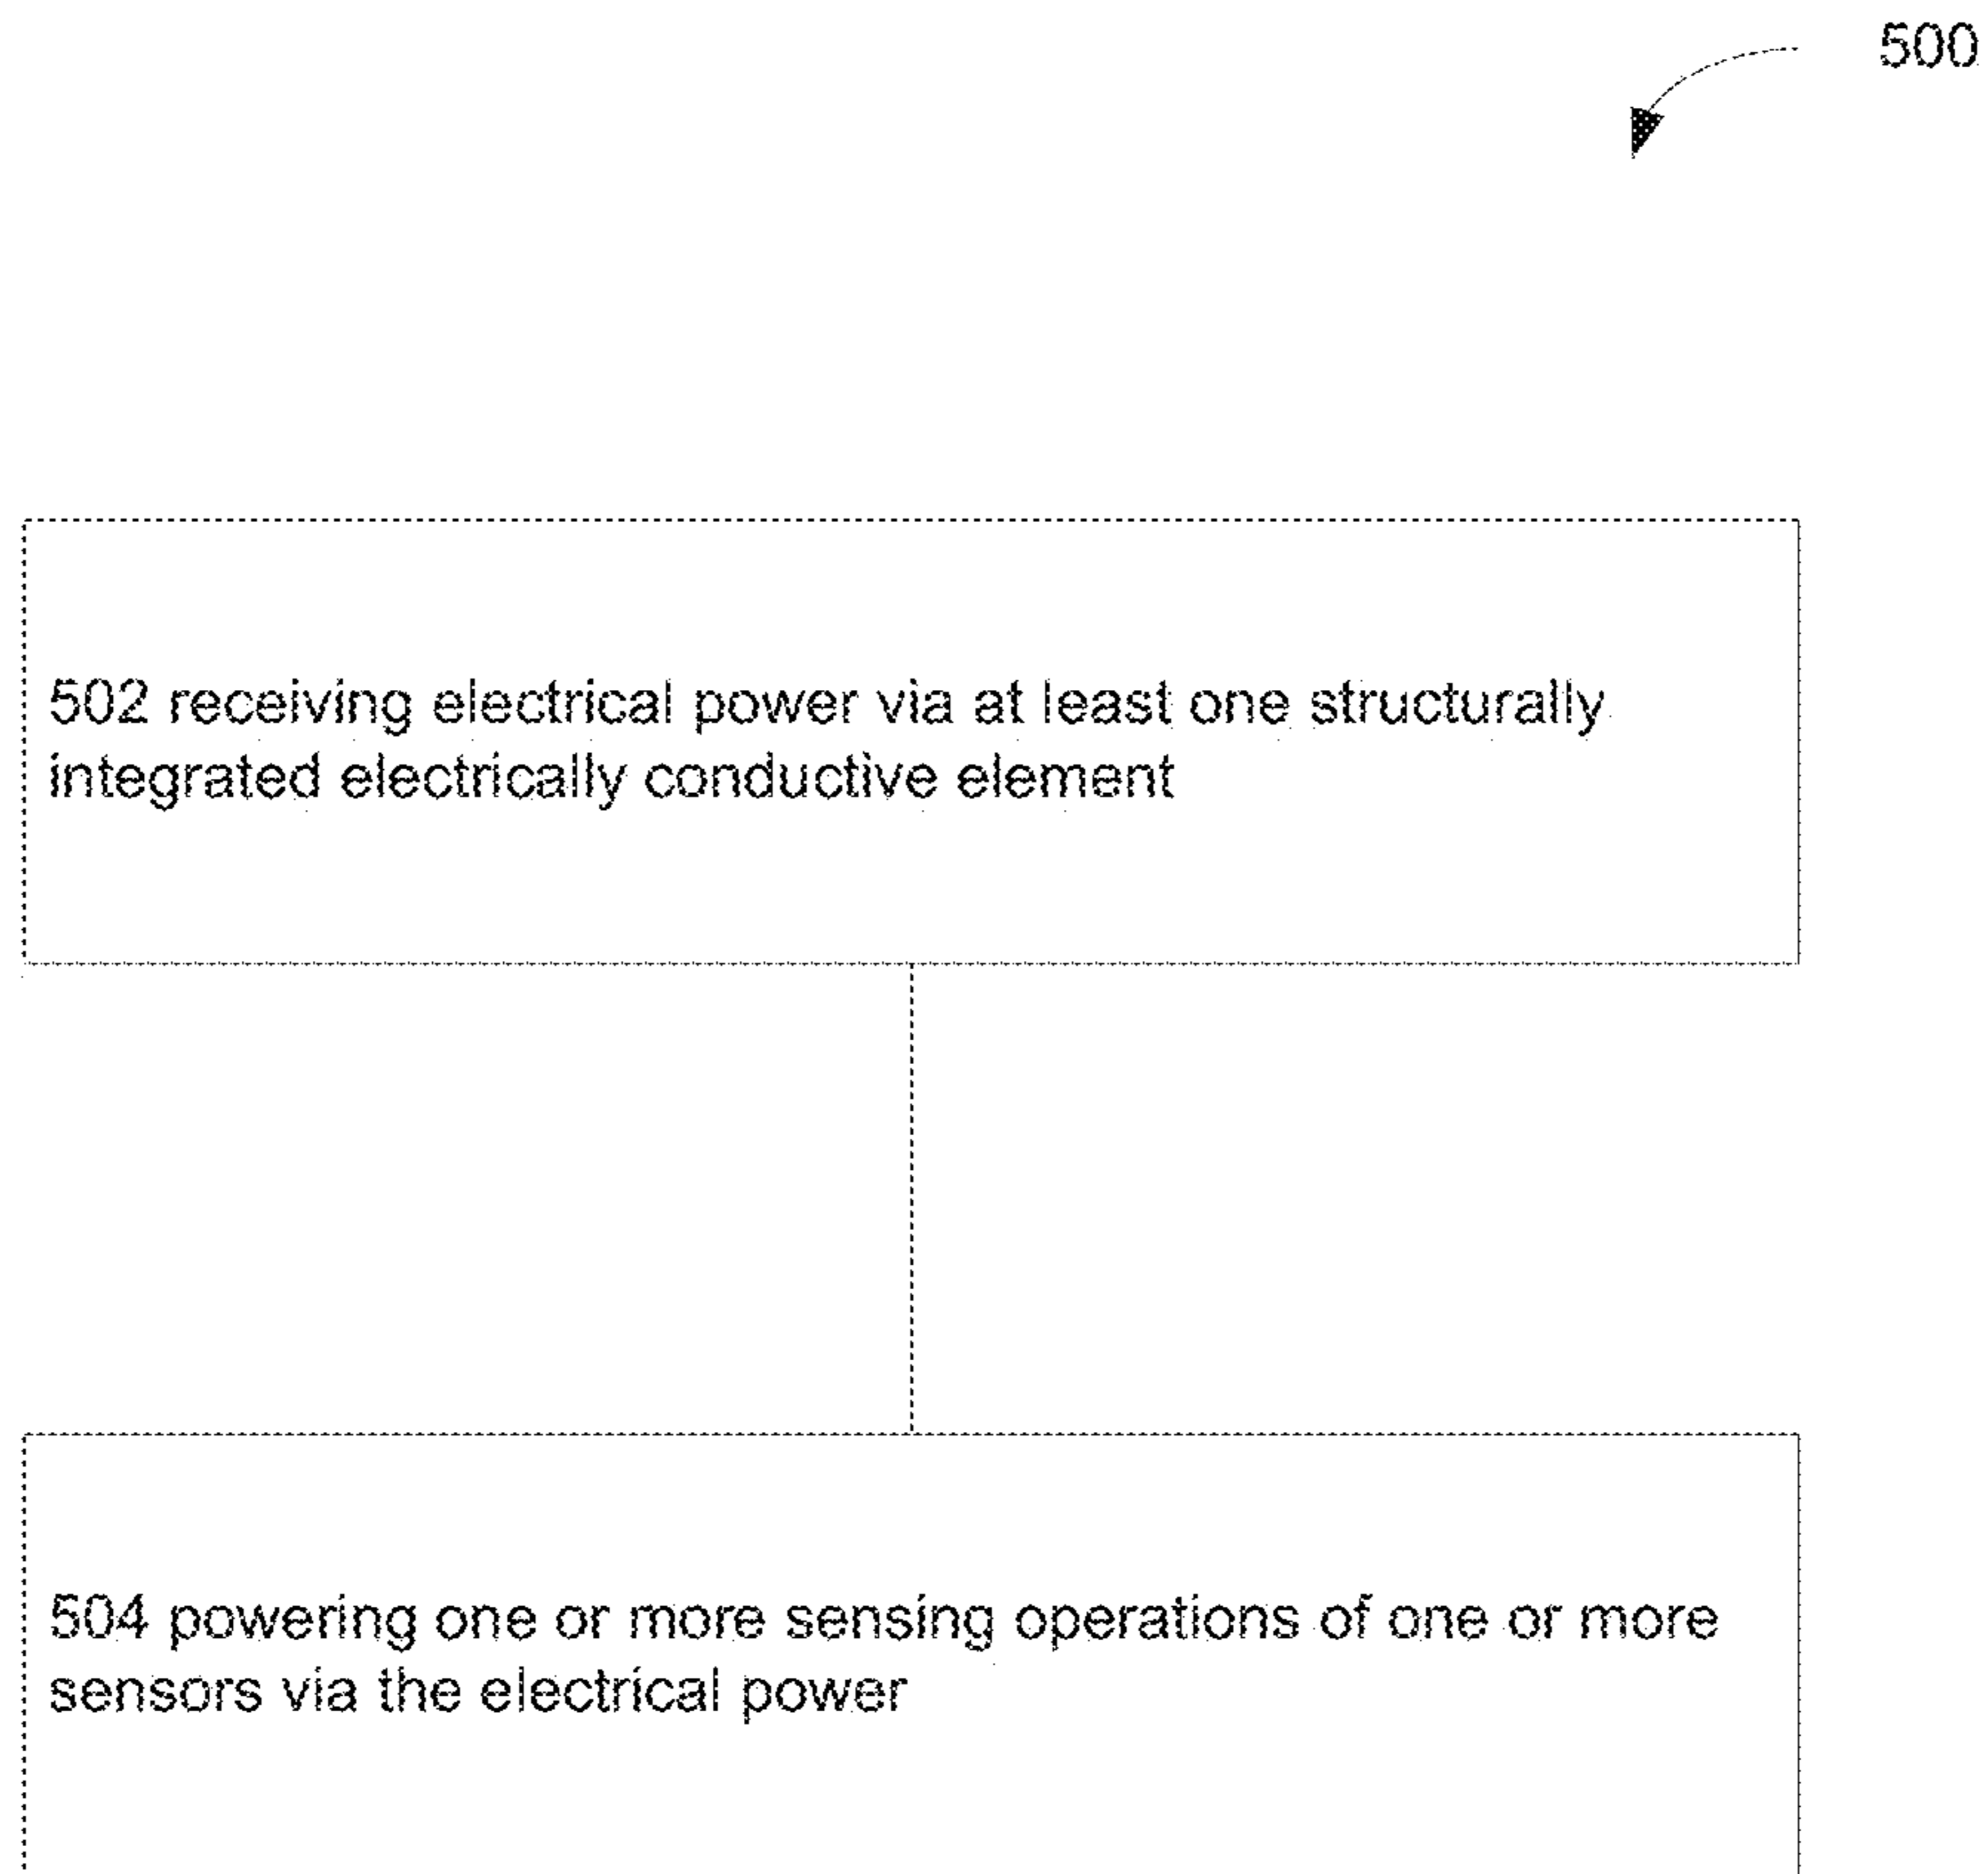 500
502 receiving electrical power via at least one structurally
integrated electrically conductive element
504 powering one or more sensing operations of one or more
sensors via the electrical power